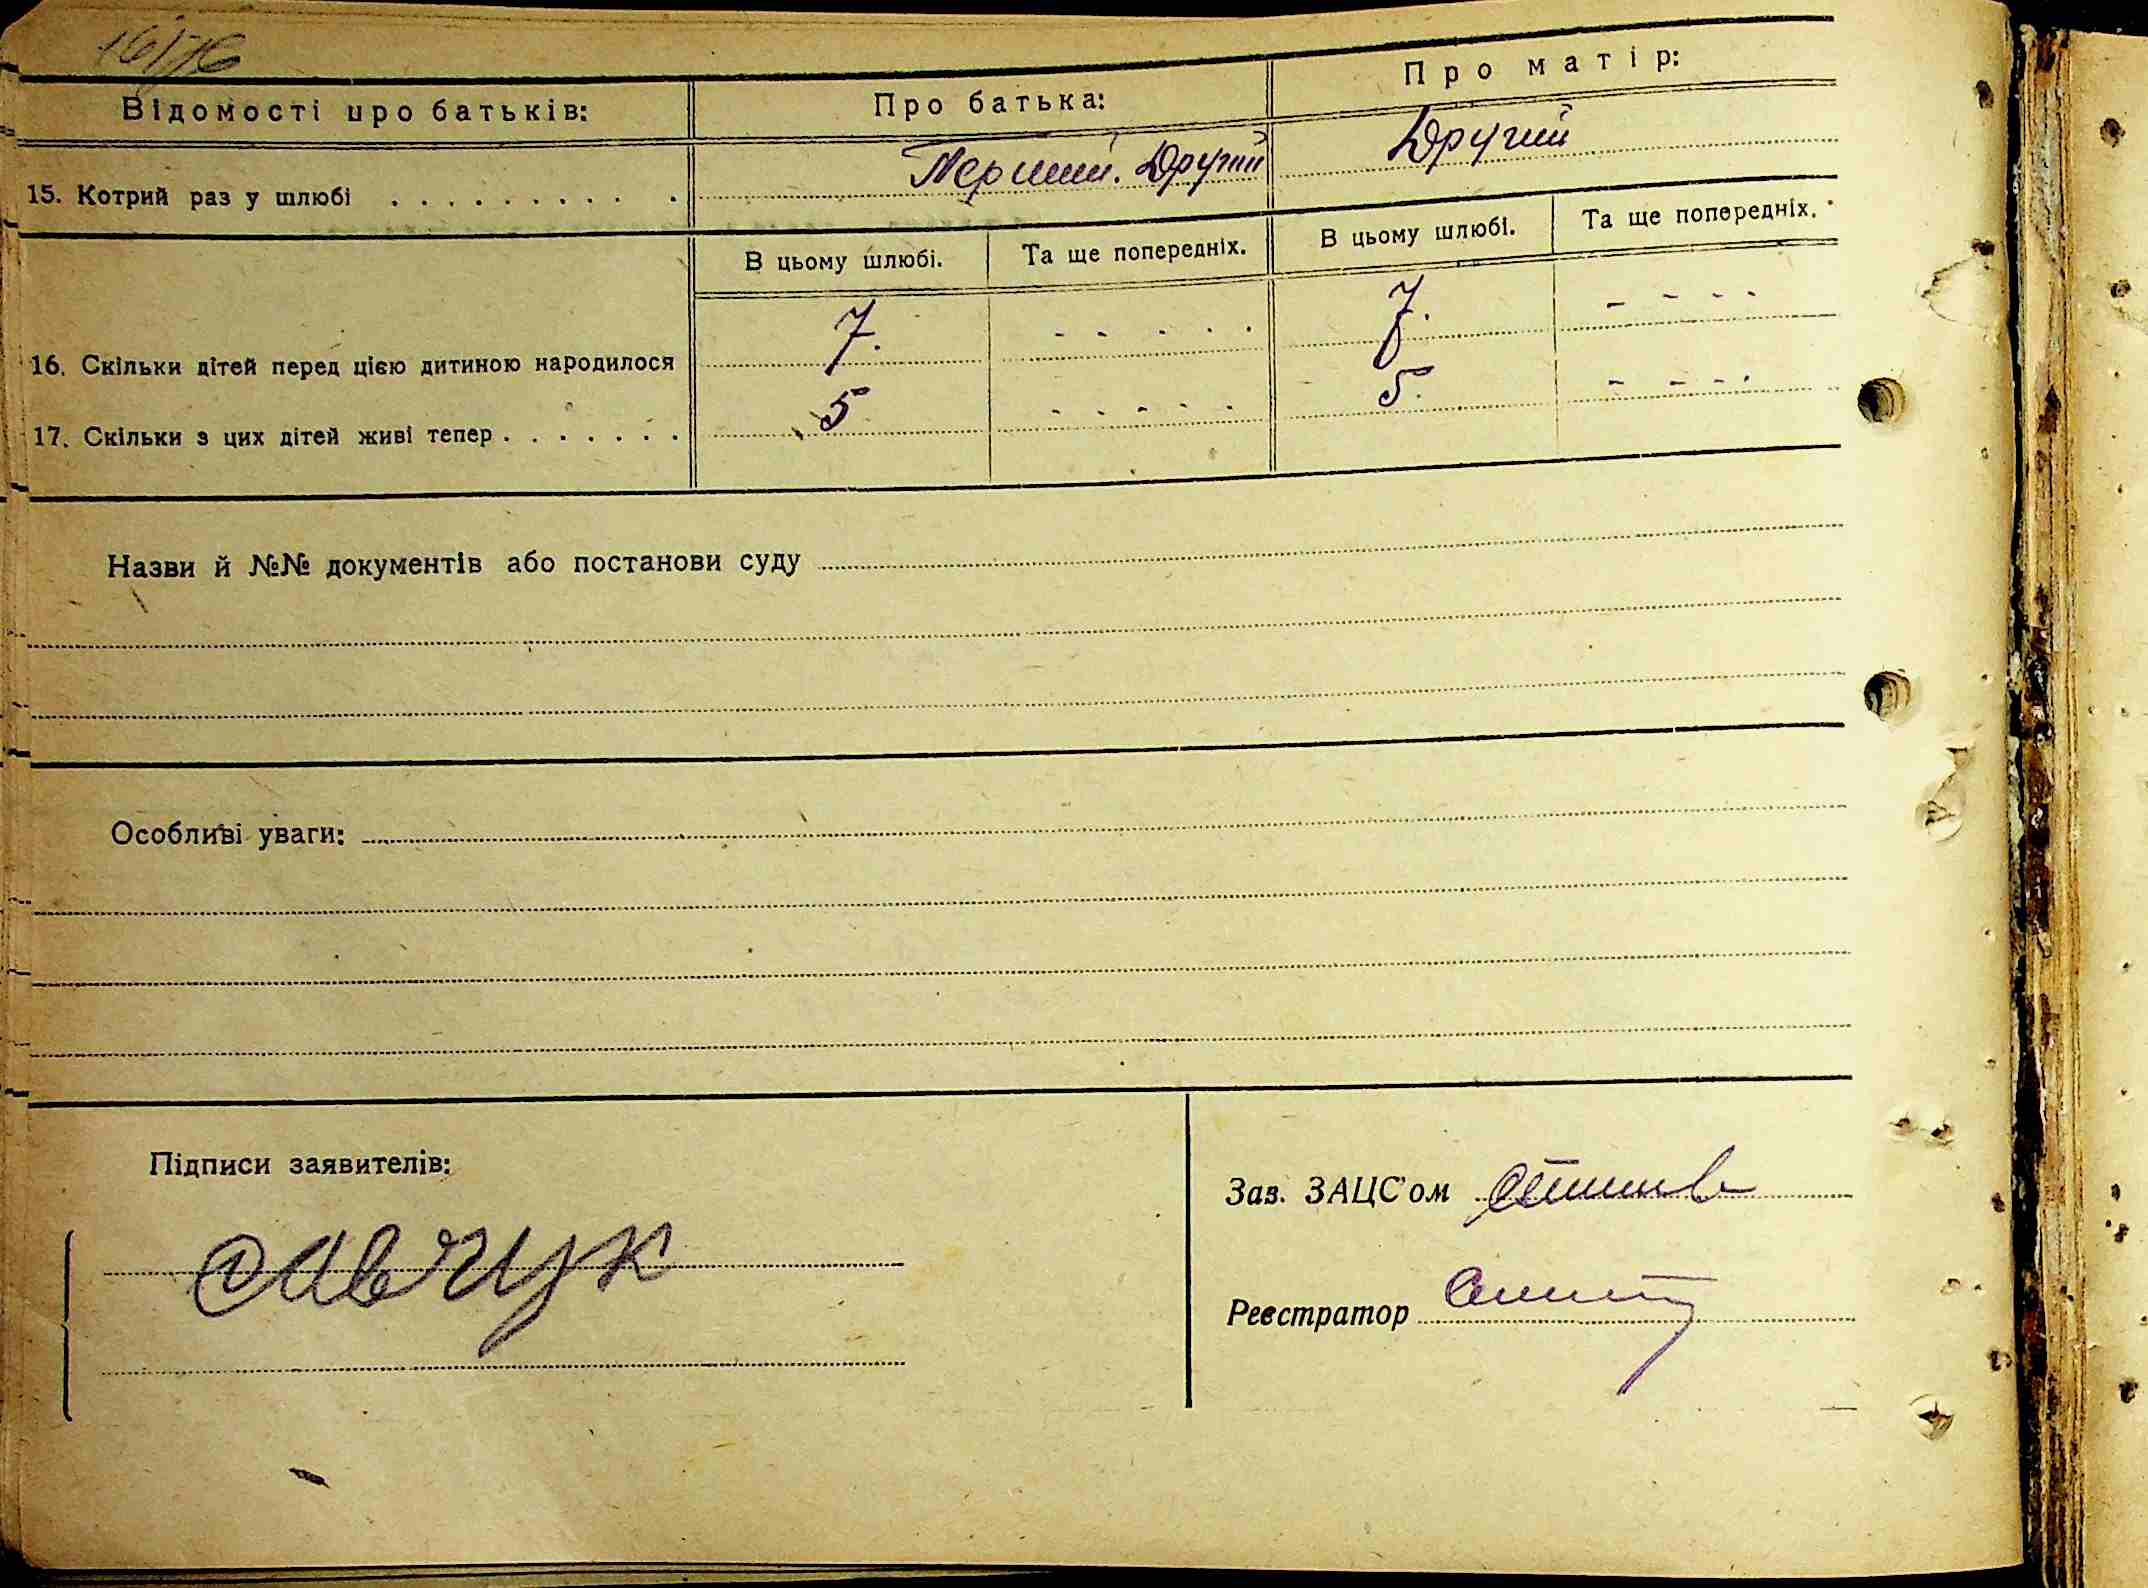 16/76
Відомості про батьків: Про батька: Про матір:
15. Котрий раз у шлюбі . . . . . . . . . . Перший. Другий Другий
В цьому шлюбі. Та ще попередніх. В цьому шлюбі. Та ще попередніх.
16. Скільки дітей перед цією дитиною народилося 7. - - - - - 7. - - - -
17. Скільки з цих дітей живі тепер . . . . . . . 5 - - - - - 5. - - - -
Назви й №№ документів або постанови суду
Особливі уваги:
Підписи заявителів:
Савчук
Зав. ЗАЦС'ом
Реєстратор